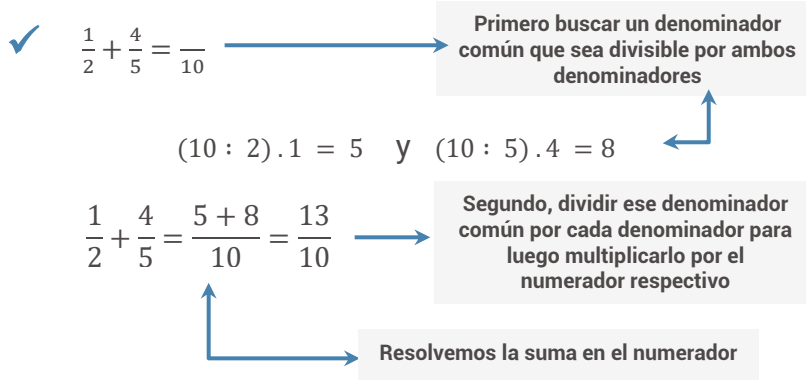 ✓ 1/2 + 4/5 = __/10
Primero buscar un denominador
común que sea divisible por ambos
denominadores
(10 : 2) . 1 = 5 y (10 : 5) . 4 = 8
1/2 + 4/5 = (5 + 8)/10 = 13/10
Segundo, dividir ese denominador
común por cada denominador para
luego multiplicarlo por el
numerador respectivo
Resolvemos la suma en el numerador